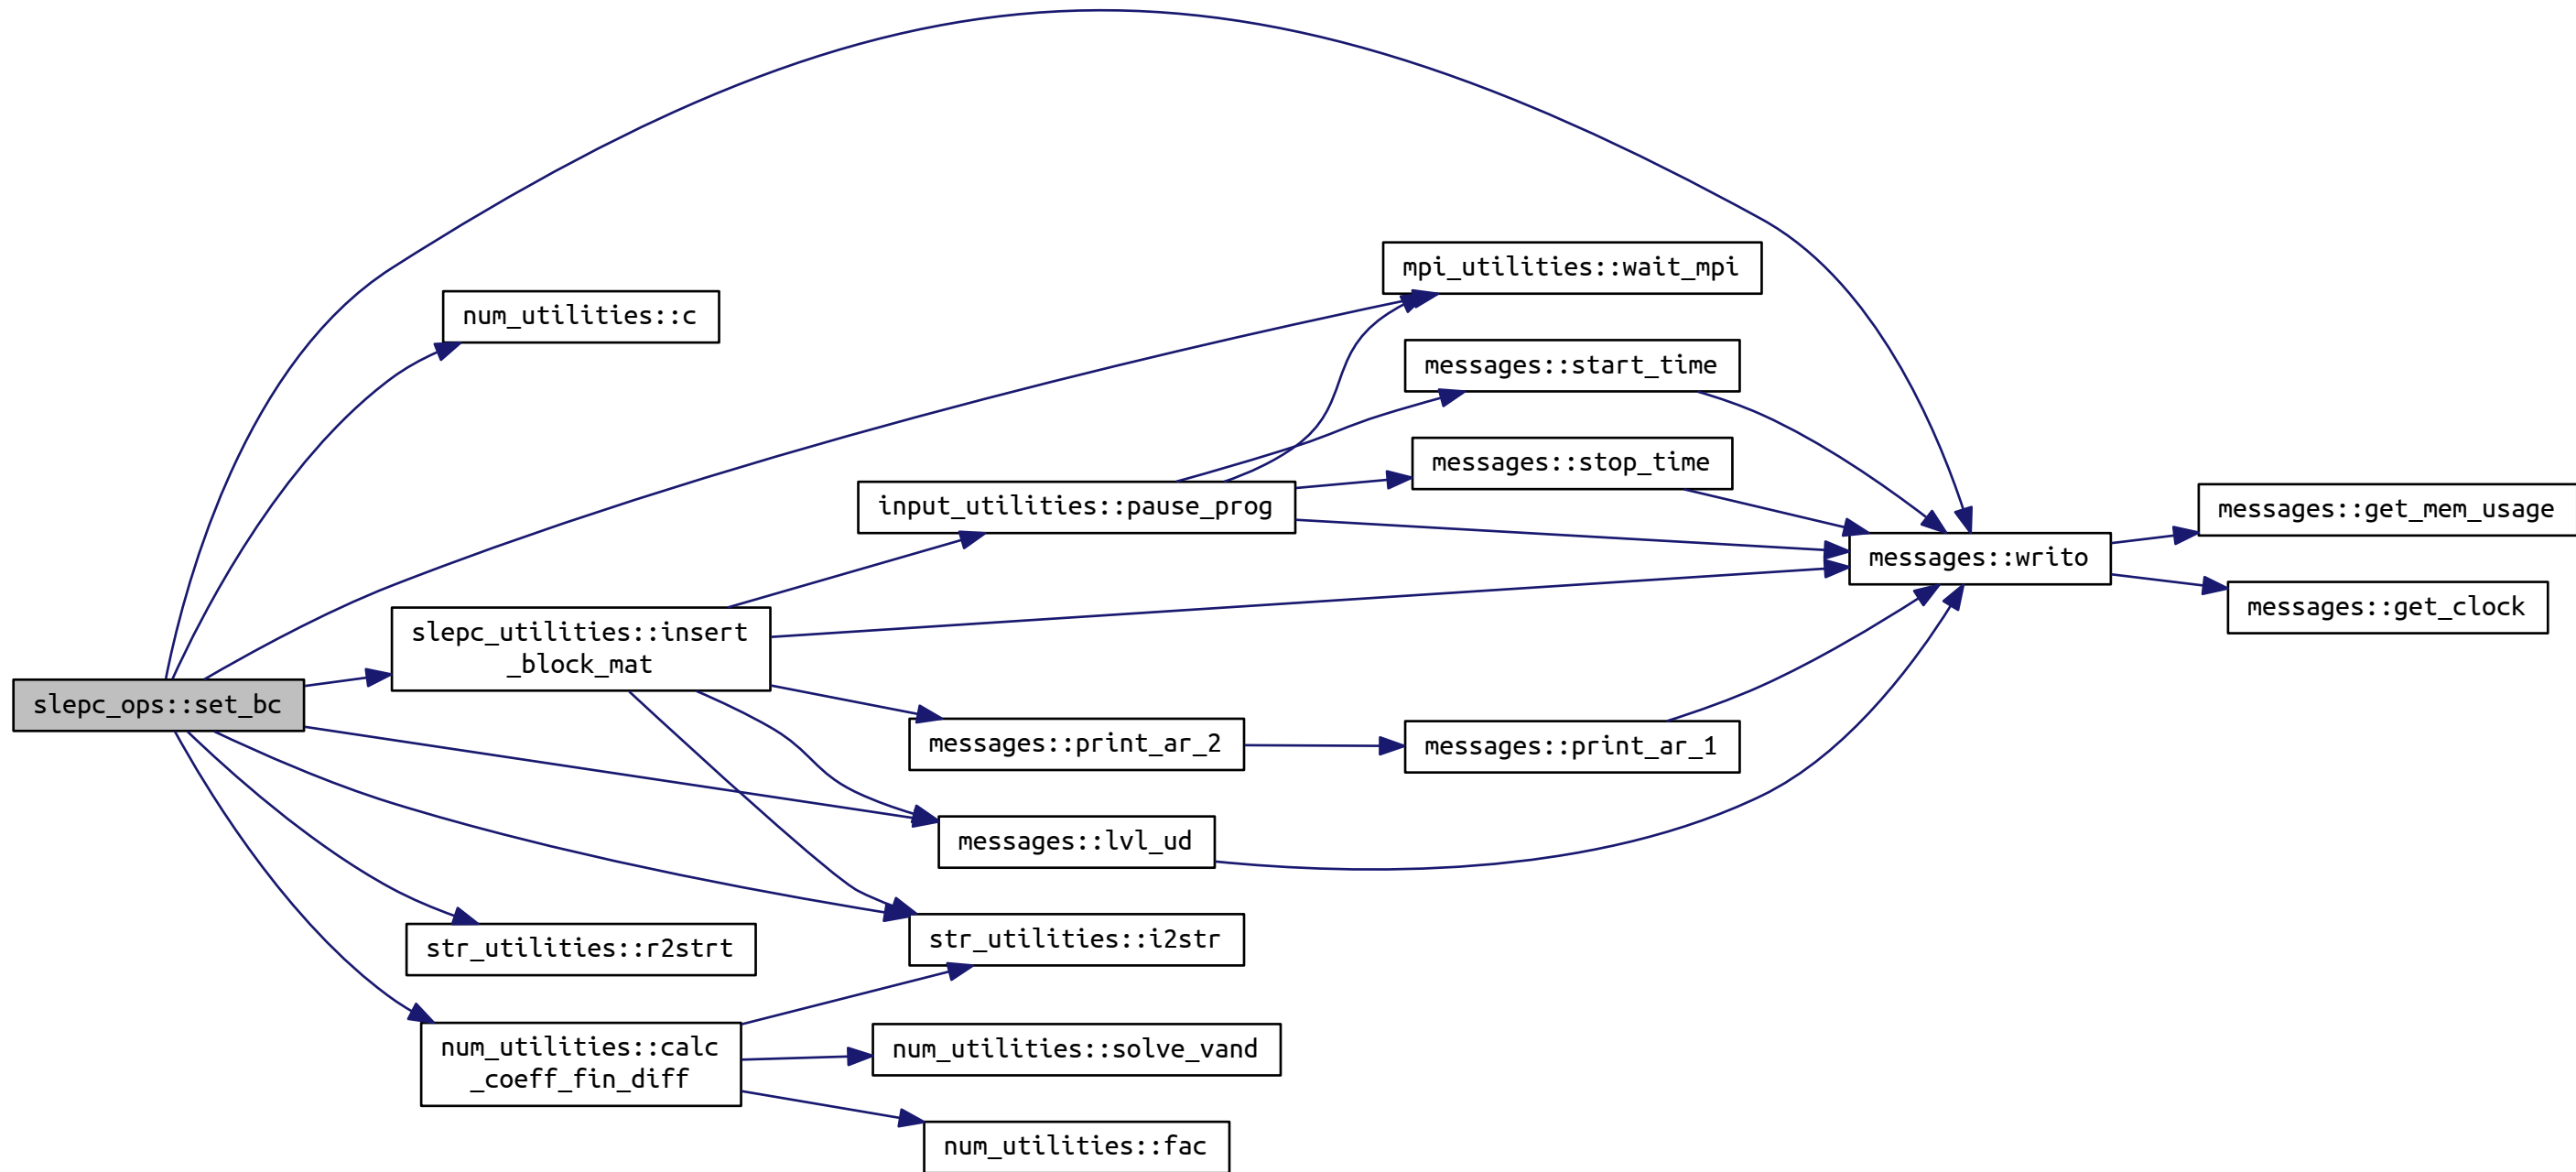 mpi_utilities::wait_mpi
num_utilities::c
messages::start_time
messages::stop_time
input_utilities::pause_prog
messages::get_mem_usage
messages::writo
messages::get_clock
slepc_utilities::insert
_block_mat
slepc_ops::set_bc
messages::print_ar_2
messages::print_ar_1
messages::lvl_ud
str_utilities::i2str
str_utilities::r2strt
num_utilities::calc
_coeff_fin_diff
num_utilities::solve_vand
num_utilities::fac